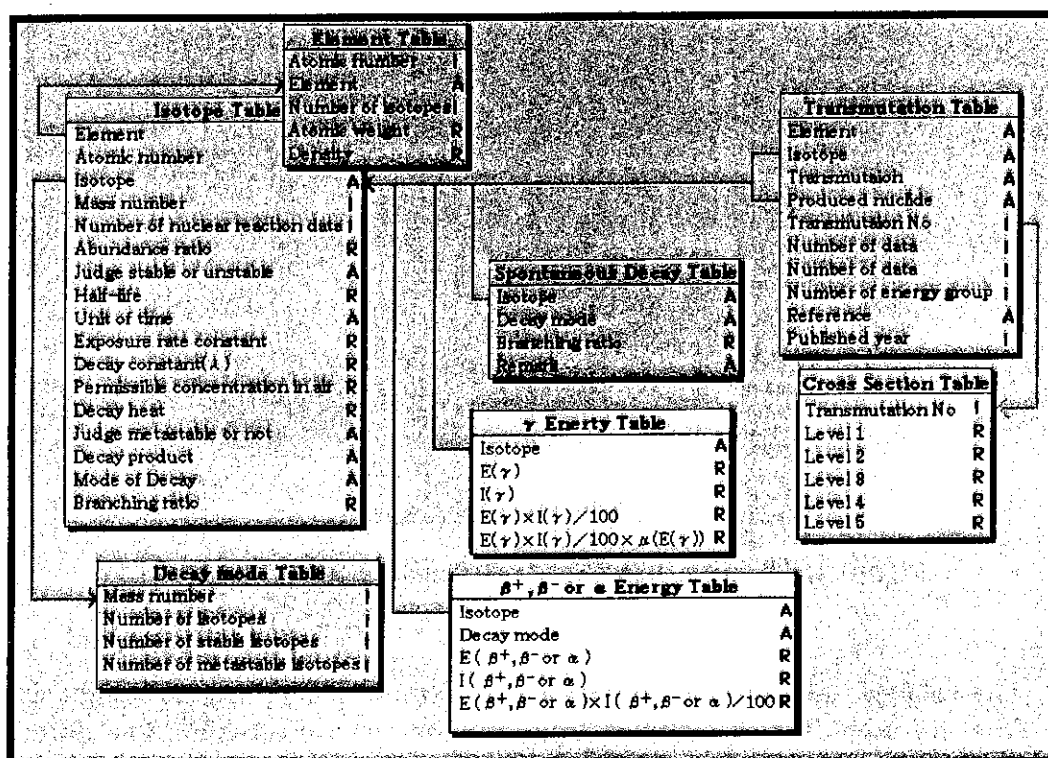 Element Table
Atomic number I
Element A
Number of isotopes I
Atomic weight R
Density R
Isotope Table
Element
Atomic number
Isotope A
Mass number I
Number of nuclear reaction data I
Abundance ratio R
Judge stable or unstable A
Half-life R
Unit of time A
Exposure rate constant R
Decay constant(λ) R
Permissible concentration in air R
Decay heat R
Judge metastable or not A
Decay product A
Mode of Decay A
Branching ratio R
Transmutation Table
Element A
Isotope A
Transmutaion A
Produced nuclide A
Transmutaion No I
Number of data I
Number of data I
Number of energy group I
Reference A
Published year I
Spontaneous Decay Table
Isotope A
Decay mode A
Branching ratio R
Remark A
Cross Section Table
Transmutation No I
Level 1 R
Level 2 R
Level 3 R
Level 4 R
Level 5 R
γ Enerty Table
Isotope A
E(γ) R
I(γ) R
E(γ)×I(γ)/100 R
E(γ)×I(γ)/100×μ(E(γ)) R
Decay mode Table
Mass number I
Number of isotopes I
Number of stable isotopes I
Number of metastable isotopes I
β⁺,β⁻ or α Energy Table
Isotope A
Decay mode A
E(β⁺,β⁻ or α) R
I(β⁺,β⁻ or α) R
E(β⁺,β⁻ or α)×I(β⁺,β⁻ or α)/100 R